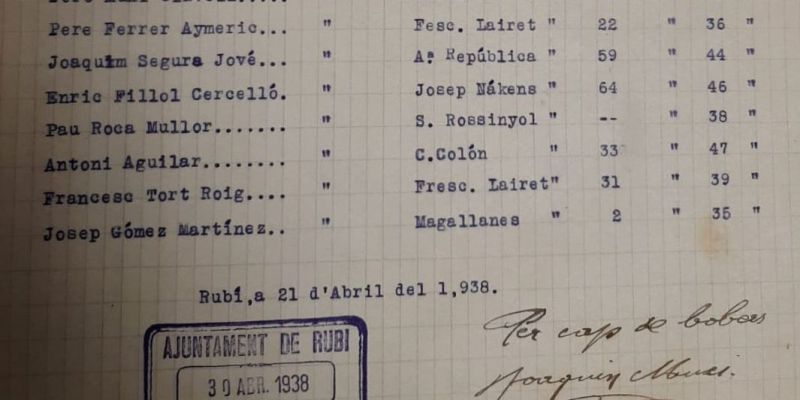 Pere Ferrer Aymeric... " Fesc. Lairet " 22 " 36 "
Joaquim Segura Jové... " Aª República " 59 " 44 "
Enric Fillol Cercelló. " Josep Nákens " 64 " 46 "
Pau Roca Mullor....... " S. Rossinyol " -- " 38 "
Antoni Aguilar........ " C.Colón " 33 " 47 "
Francesc Tort Roig.... " Fresc. Lairet" 31 " 39 "
Josep Gómez Martínez.. " Magallanes " 2 " 35 "
Rubí,a 21 d'Abril del 1,938.
AJUNTAMENT DE RUBI
30 ABR. 1938
Per cap de
Joaquin